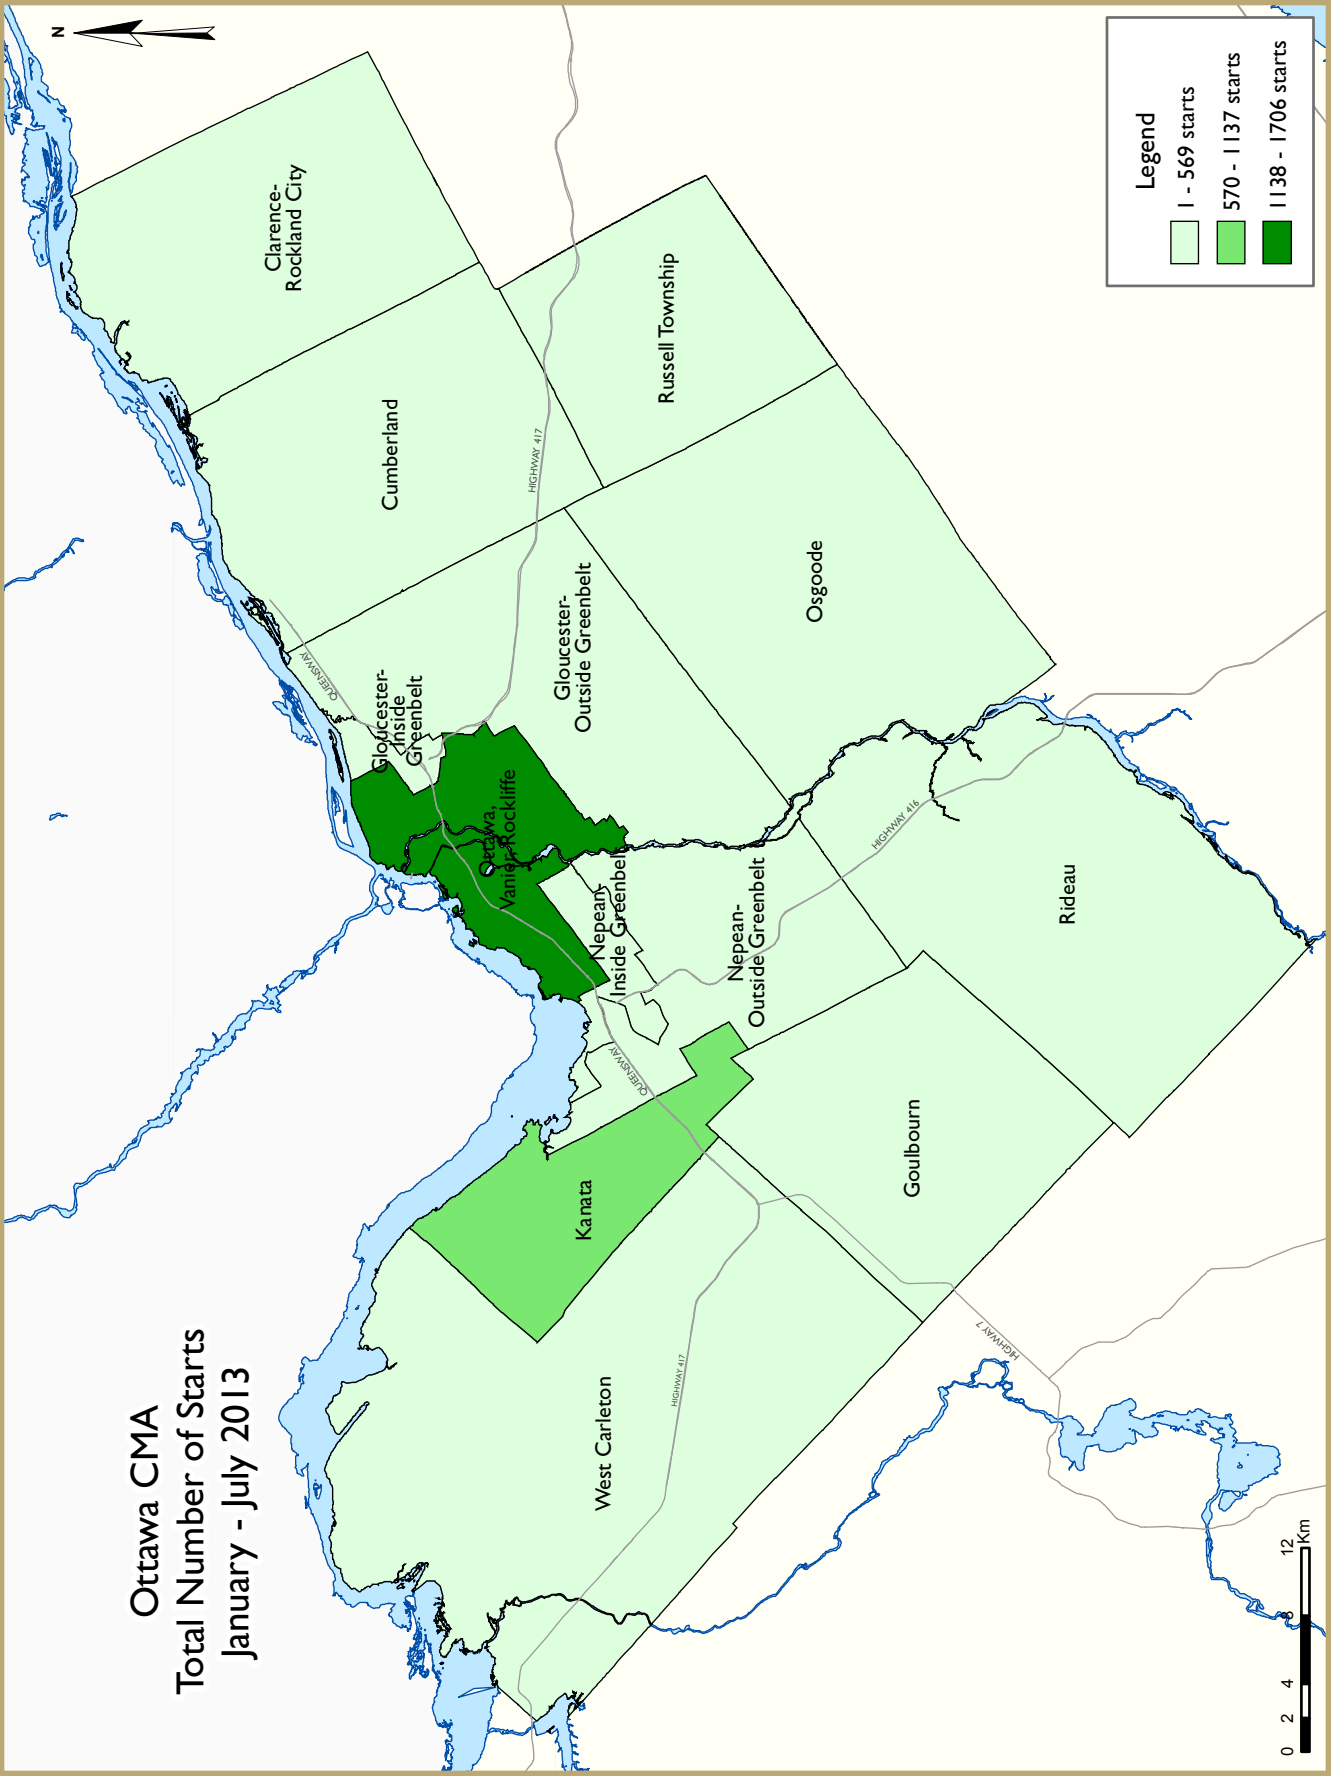 Ottawa CMA
Total Number of Starts
January - July 2013
N
Clarence-
Rockland City
Cumberland
Russell Township
HIGHWAY 417
QUEENSWAY
Gloucester-
Inside
Greenbelt
Gloucester-
Outside Greenbelt
Osgoode
Ottawa,
Vanier, Rockliffe
Nepean-
Inside Greenbelt
Nepean-
Outside Greenbelt
HIGHWAY 416
Rideau
QUEENSWAY
Kanata
Goulbourn
West Carleton
HIGHWAY 417
HIGHWAY 7
Legend
1 - 569 starts
570 - 1137 starts
1138 - 1706 starts
0 2 4 8 12
Km